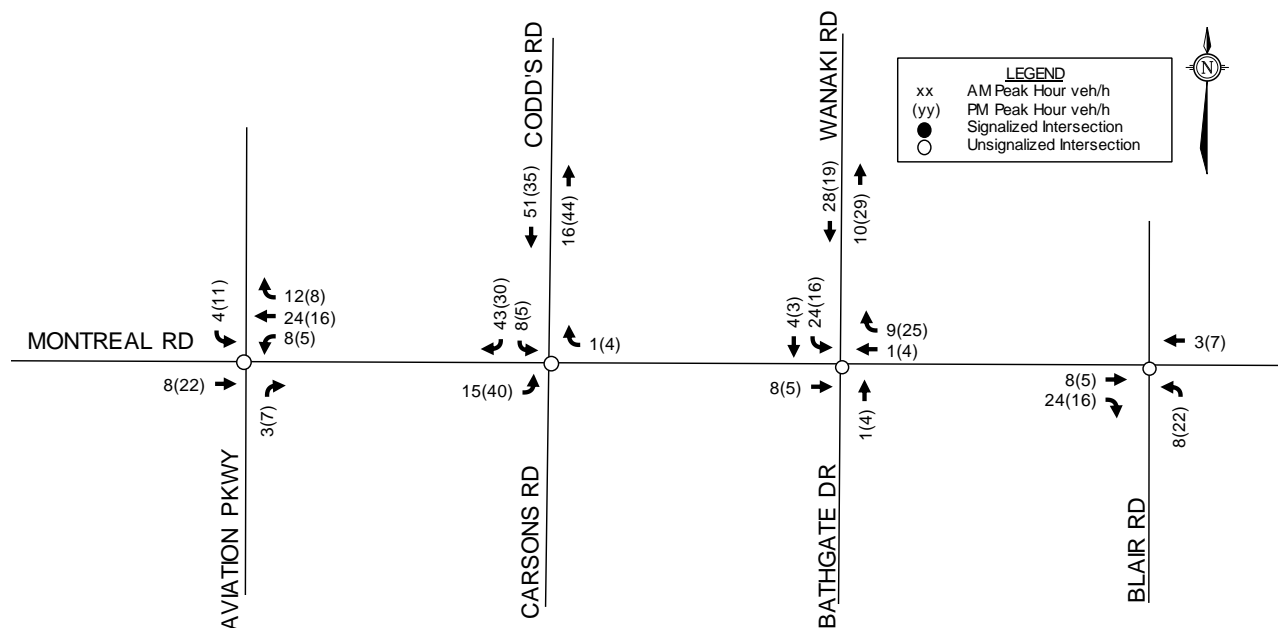 CODD'S RD
WANAKI RD
N
LEGEND
xx AM Peak Hour veh/h
(yy) PM Peak Hour veh/h
Signalized Intersection
Unsignalized Intersection
51(35)
16(44)
28(19)
10(29)
MONTREAL RD
4(11)
12(8)
24(16)
8(5)
8(22)
3(7)
43(30)
8(5)
1(4)
15(40)
4(3)
24(16)
9(25)
1(4)
8(5)
1(4)
3(7)
8(5)
24(16)
8(22)
AVIATION PKWY
CARSONS RD
BATHGATE DR
BLAIR RD